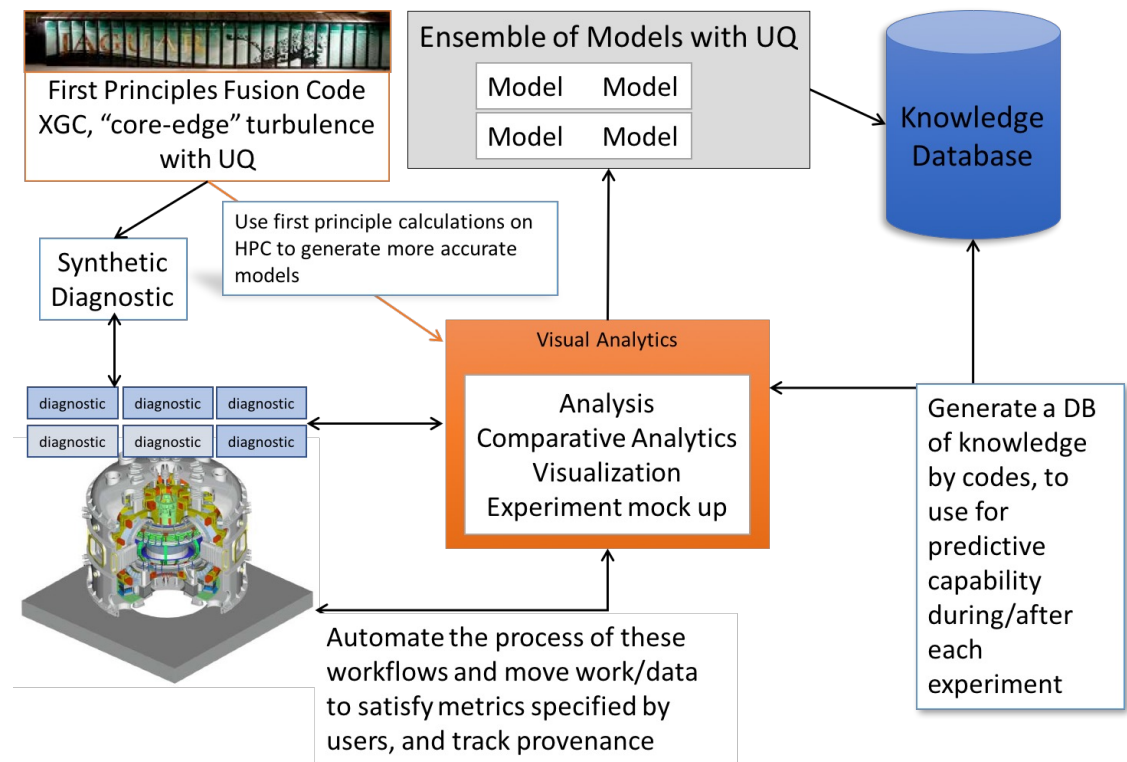 JAGUAR
First Principles Fusion Code
XGC, “core-edge” turbulence
with UQ
Ensemble of Models with UQ
Model Model
Model Model
Knowledge
Database
Use first principle calculations on
HPC to generate more accurate
models
Synthetic
Diagnostic
Visual Analytics
Analysis
Comparative Analytics
Visualization
Experiment mock up
diagnostic diagnostic diagnostic
diagnostic diagnostic diagnostic
Generate a DB
of knowledge
by codes, to
use for
predictive
capability
during/after
each
experiment
Automate the process of these
workflows and move work/data
to satisfy metrics specified by
users, and track provenance